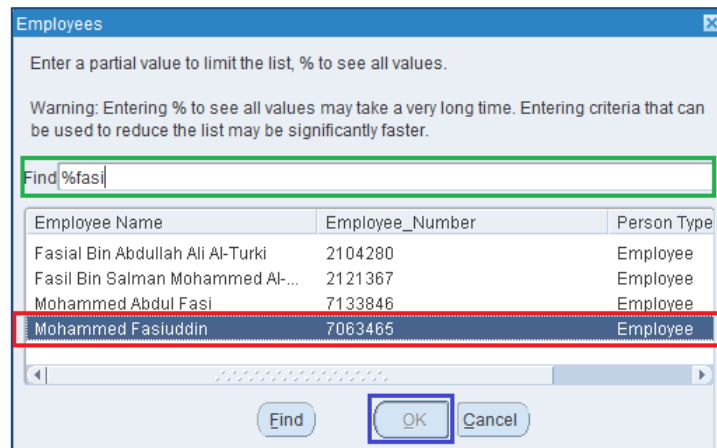 Employees
Enter a partial value to limit the list, % to see all values.
Warning: Entering % to see all values may take a very long time. Entering criteria that can
be used to reduce the list may be significantly faster.
Find %fasi
Employee Name Employee_Number Person Type
Fasial Bin Abdullah Ali Al-Turki 2104280 Employee
Fasil Bin Salman Mohammed Al-... 2121367 Employee
Mohammed Abdul Fasi 7133846 Employee
Mohammed Fasiuddin 7063465 Employee
Find OK Cancel